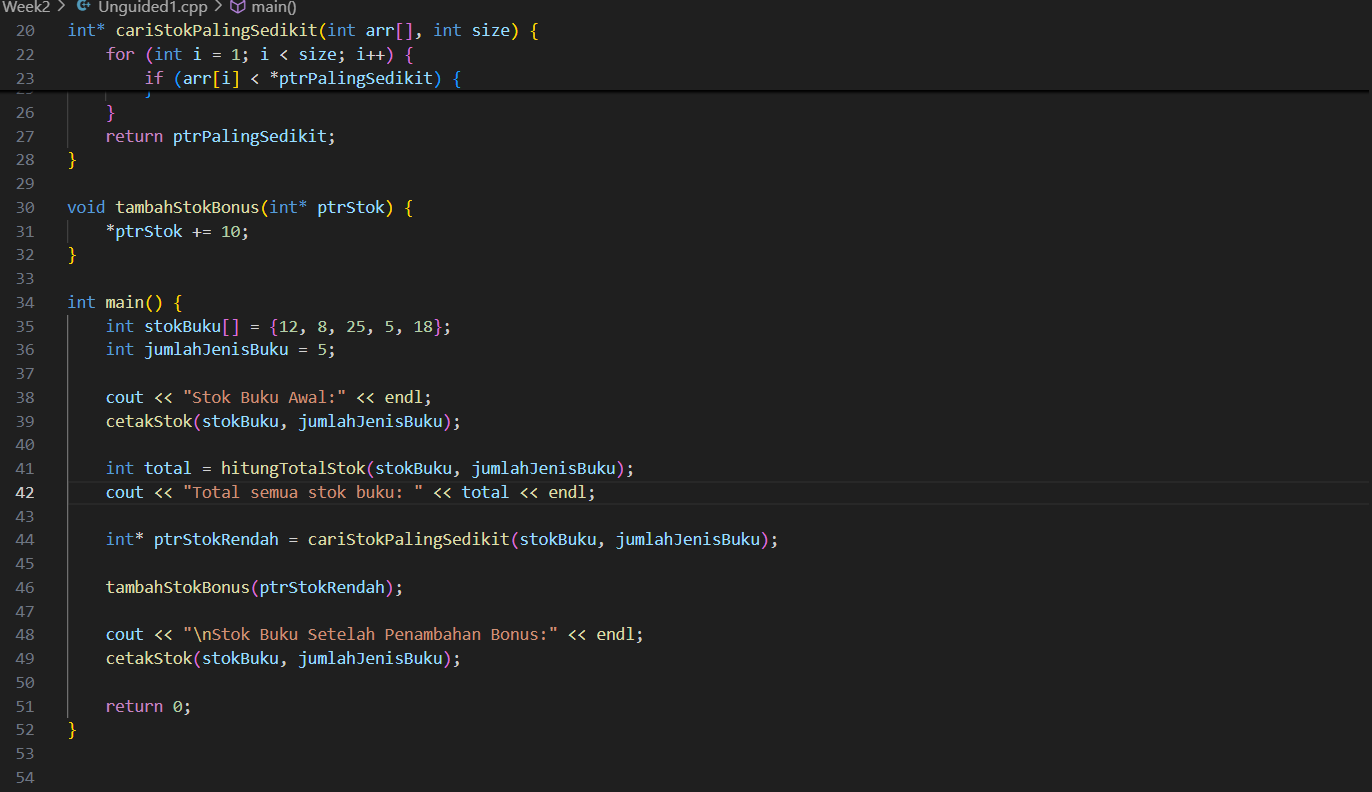 Week2 > Unguided1.cpp > main()
20 int* cariStokPalingSedikit(int arr[], int size) {
22 for (int i = 1; i < size; i++) {
23 if (arr[i] < *ptrPalingSedikit) {
25 }
26 }
27 return ptrPalingSedikit;
28 }
29
30 void tambahStokBonus(int* ptrStok) {
31 *ptrStok += 10;
32 }
33
34 int main() {
35 int stokBuku[] = {12, 8, 25, 5, 18};
36 int jumlahJenisBuku = 5;
37
38 cout << "Stok Buku Awal:" << endl;
39 cetakStok(stokBuku, jumlahJenisBuku);
40
41 int total = hitungTotalStok(stokBuku, jumlahJenisBuku);
42 cout << "Total semua stok buku: " << total << endl;
43
44 int* ptrStokRendah = cariStokPalingSedikit(stokBuku, jumlahJenisBuku);
45
46 tambahStokBonus(ptrStokRendah);
47
48 cout << "\nStok Buku Setelah Penambahan Bonus:" << endl;
49 cetakStok(stokBuku, jumlahJenisBuku);
50
51 return 0;
52 }
53
54